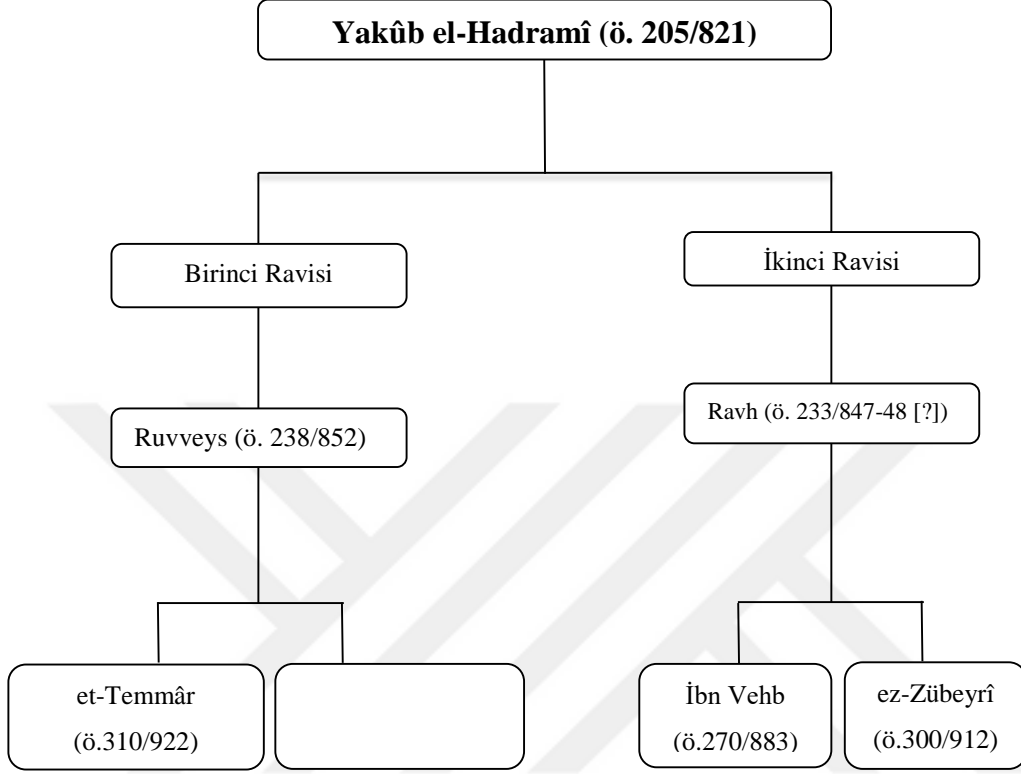 Yakûb el-Hadramî (ö. 205/821)
Birinci Ravisi
İkinci Ravisi
Ruvveys (ö. 238/852)
Ravh (ö. 233/847-48 [?])
et-Temmâr
(ö.310/922)
İbn Vehb
(ö.270/883)
ez-Zübeyrî
(ö.300/912)